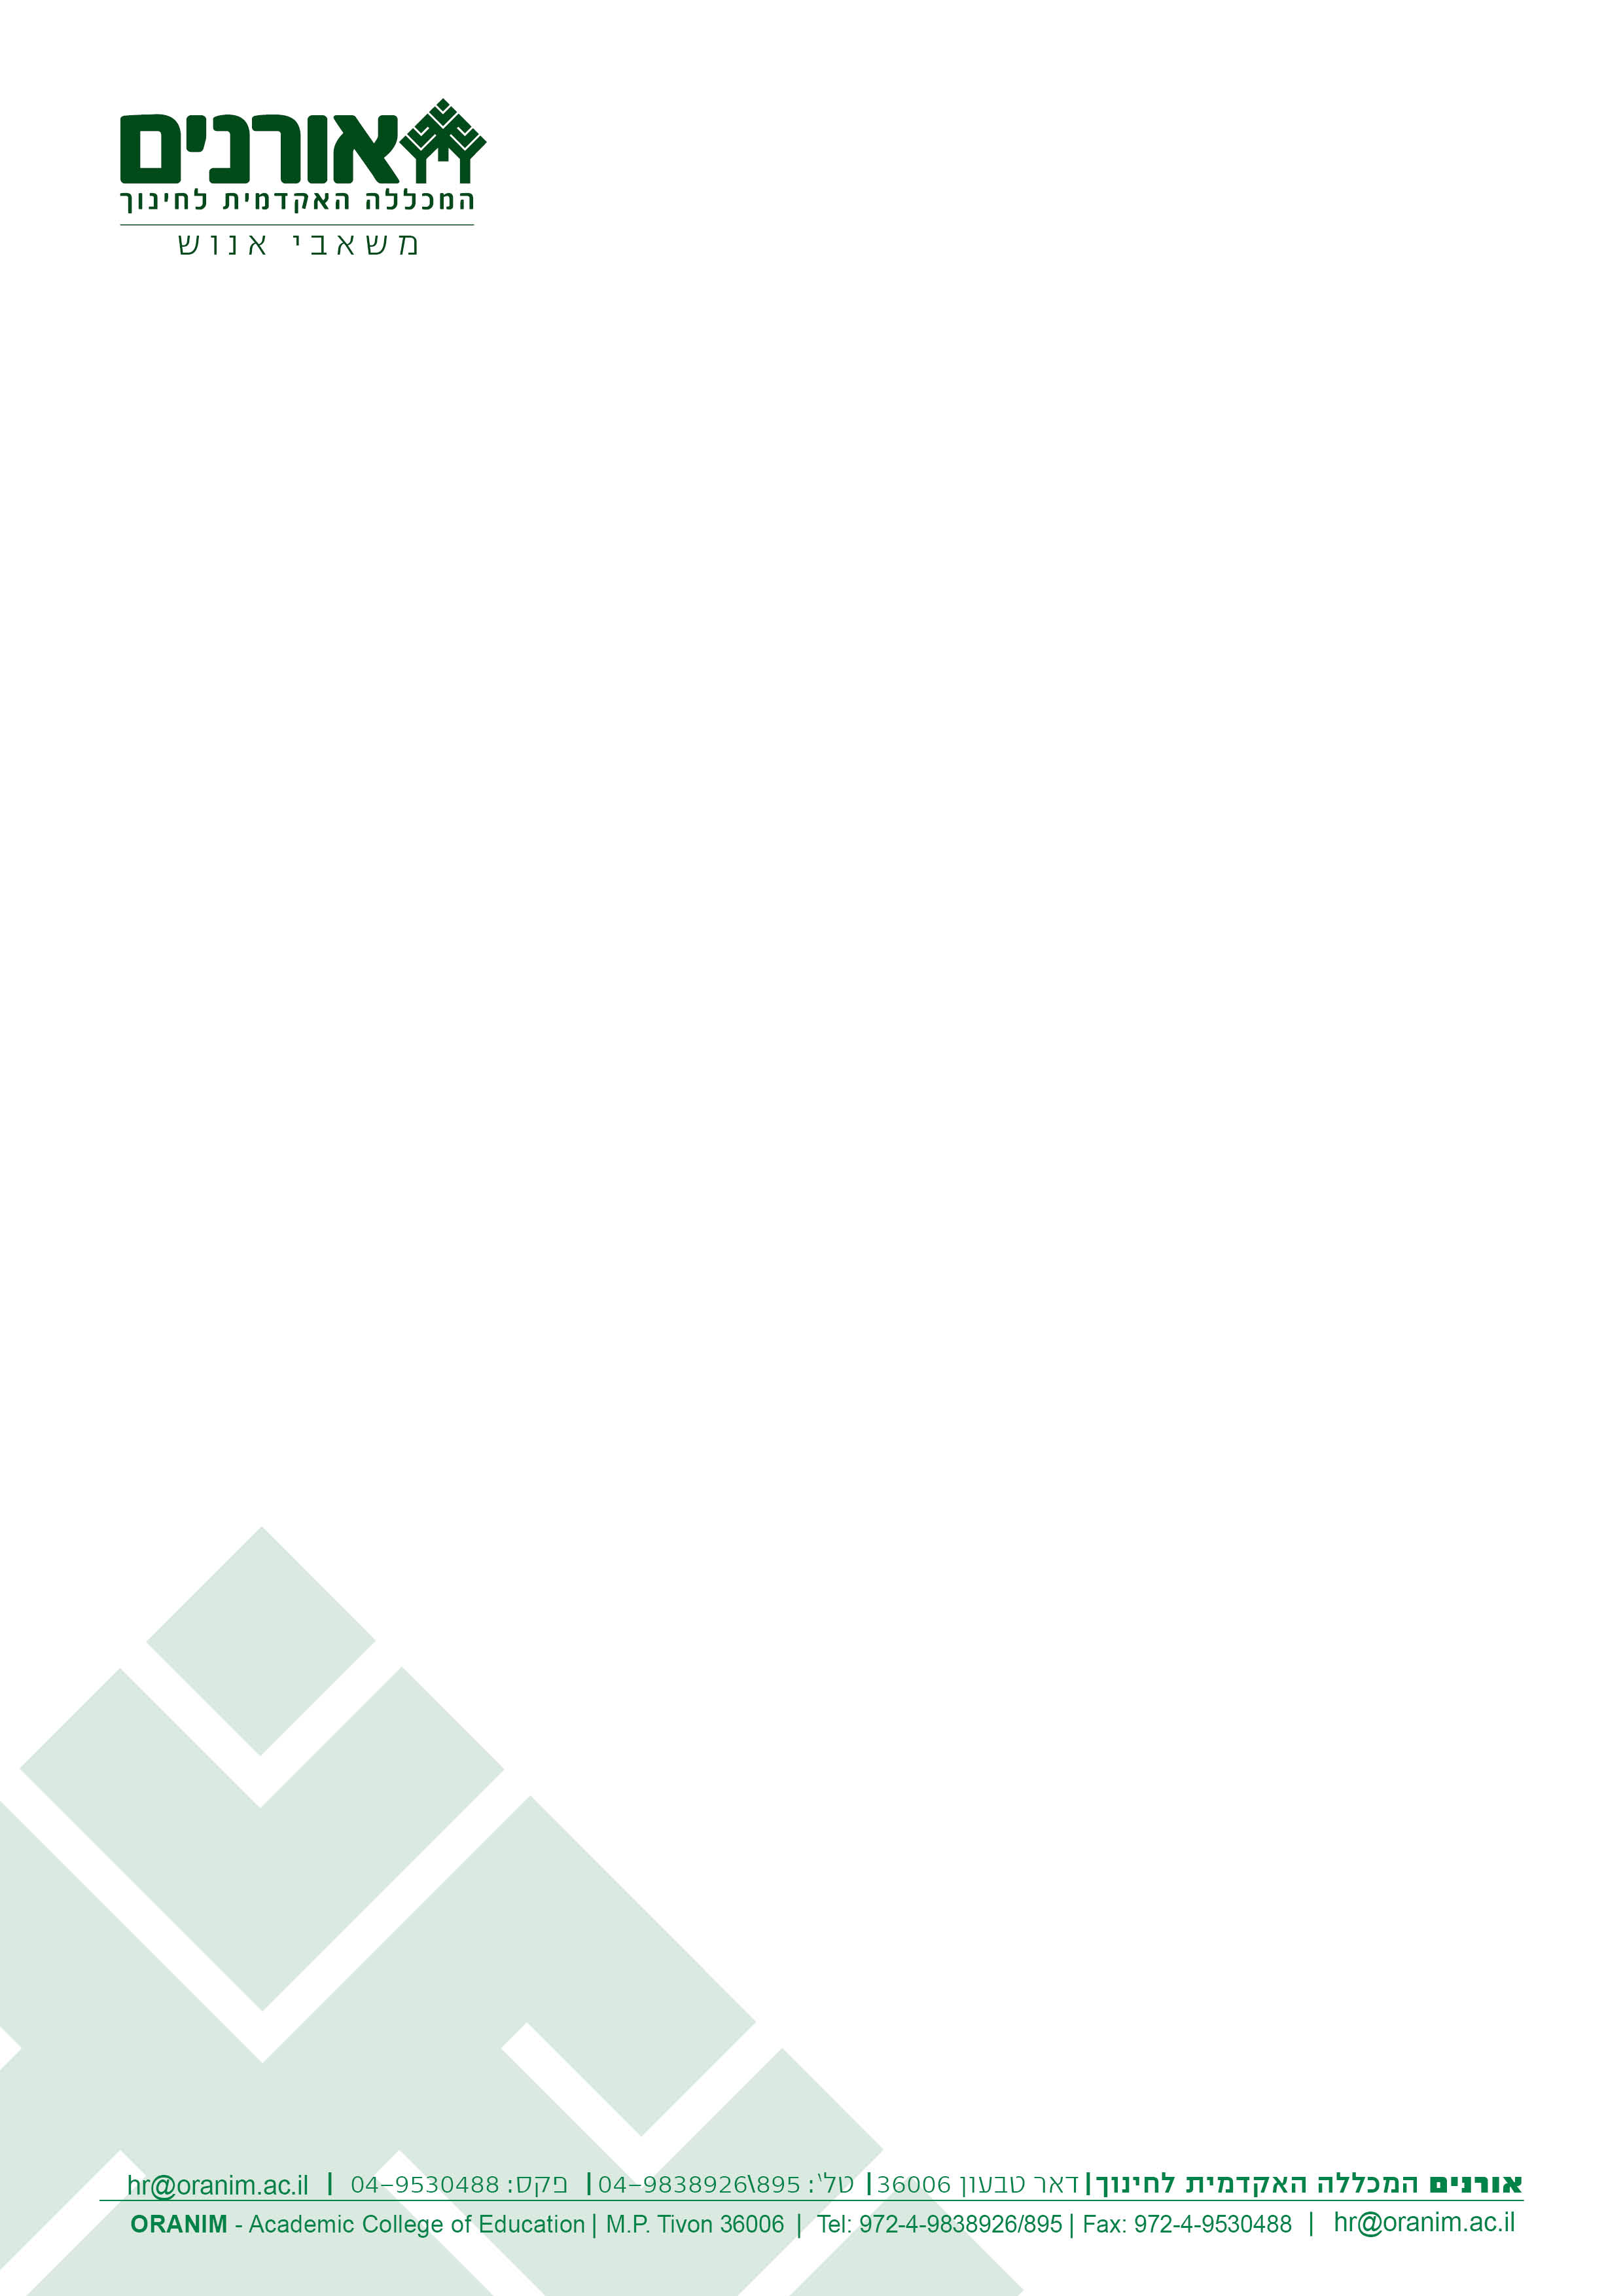 אורנים
המכללה האקדמית לחינוך
משאבי אנוש
אורנים המכללה האקדמית לחינוך | דאר טבעון 36006 | טל': 04-9838926\895 | פקס: 04-9530488 | hr@oranim.ac.il
ORANIM - Academic College of Education | M.P. Tivon 36006 | Tel: 972-4-9838926/895 | Fax: 972-4-9530488 | hr@oranim.ac.il